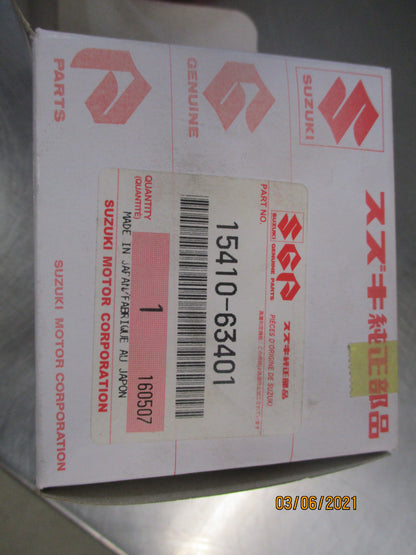 SUZUKI
GENUINE
PARTS
スズキ純正部品
SGP
SUZUKI GENUINE PARTS
スズキ純正部品
PIÈCES D'ORIGINE DE SUZUKI
PART NO.
15410-63401
QUANTITY
(QUANTITÉ)
1
160507
MADE IN JAPAN/FABRIQUE AU JAPON
SUZUKI MOTOR CORPORATION
SUZUKI MOTOR CORPORATION
03/06/2021